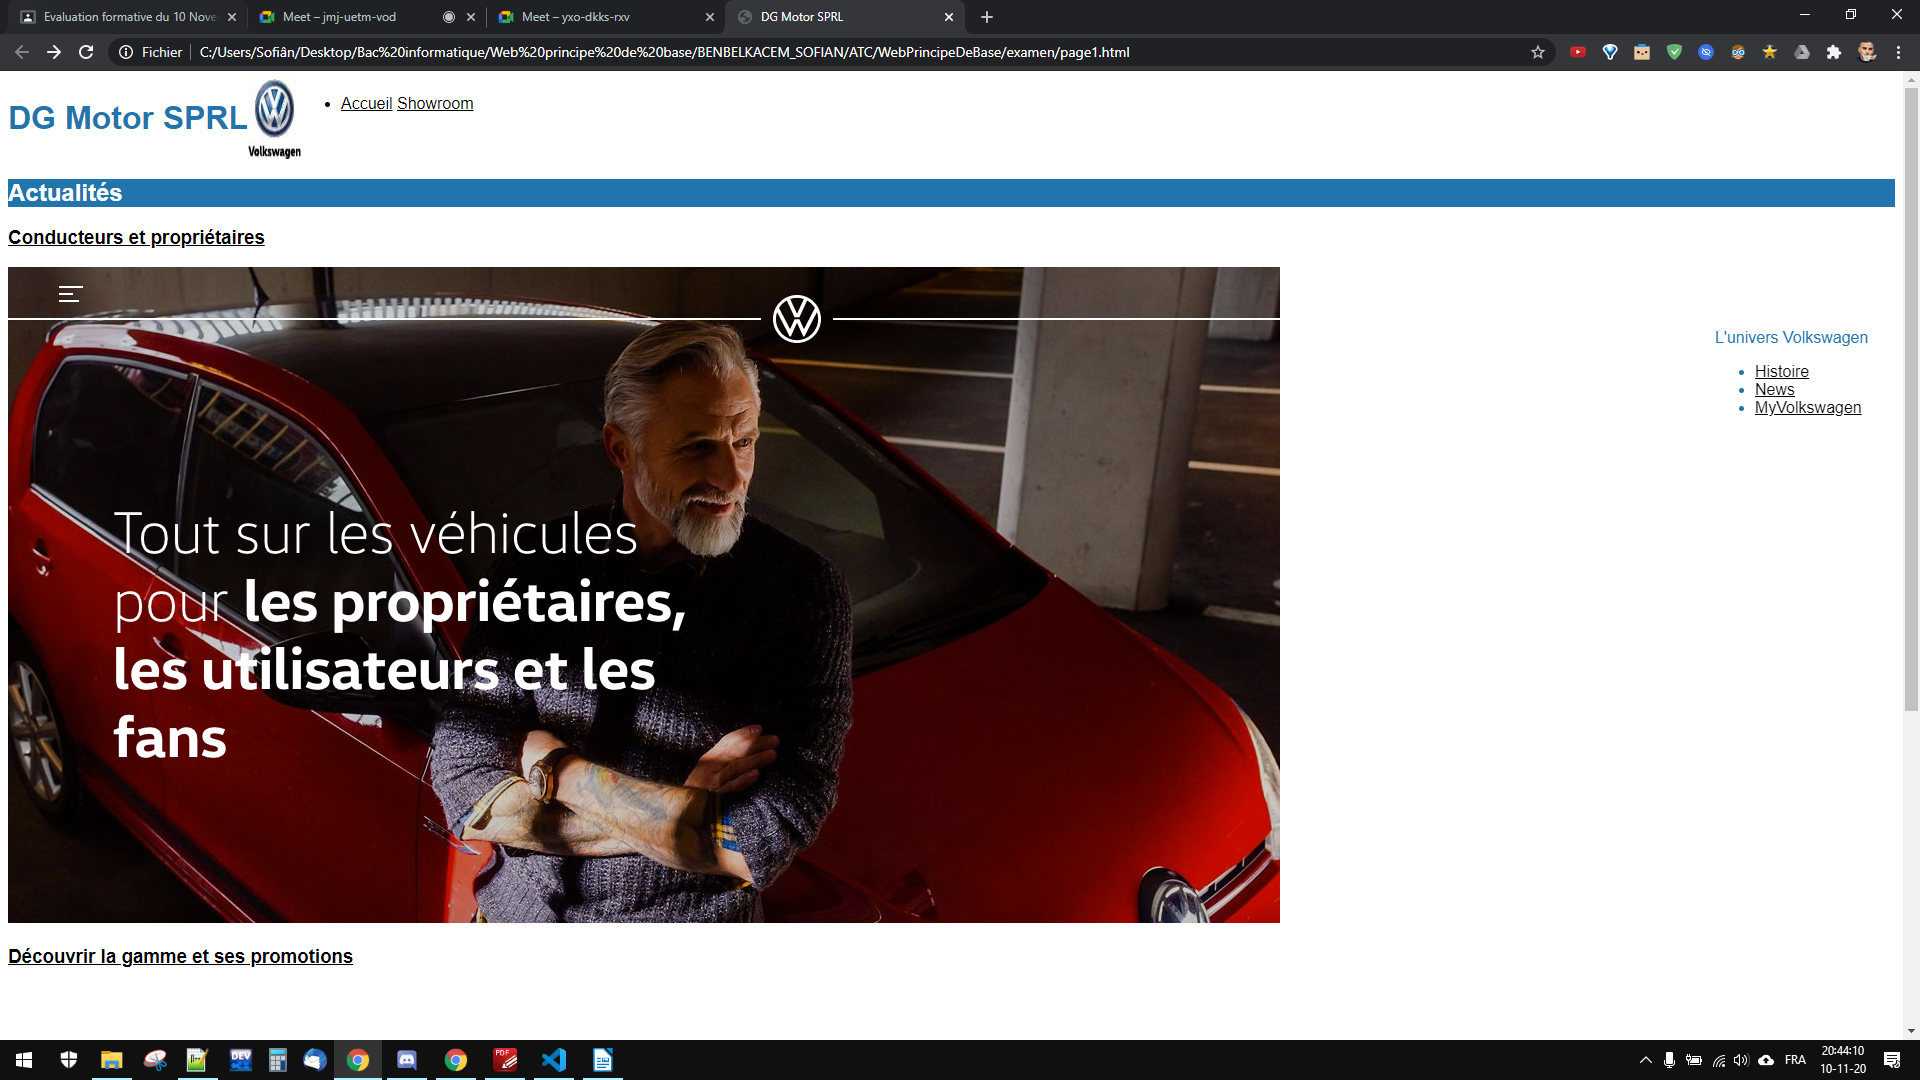 Evaluation formative du 10 Nove
Meet – jmj-uetm-vod
Meet – yxo-dkks-rxv
DG Motor SPRL
Fichier
C:/Users/Sofiân/Desktop/Bac%20informatique/Web%20principe%20de%20base/BENBELKACEM_SOFIAN/ATC/WebPrincipeDeBase/examen/page1.html
DG Motor SPRL
Volkswagen
Accueil Showroom
Actualités
Conducteurs et propriétaires
Tout sur les véhicules
pour les propriétaires,
les utilisateurs et les
fans
L'univers Volkswagen
Histoire
News
MyVolkswagen
Découvrir la gamme et ses promotions
DEV
C++
PDF
FRA
20:44:10
10-11-20